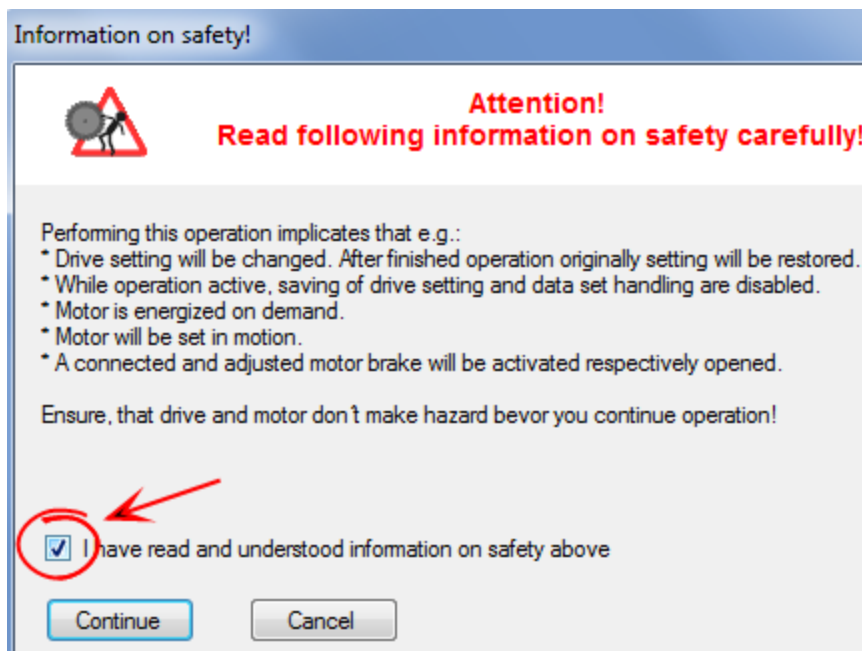 Information on safety!
Attention!
Read following information on safety carefully!
Performing this operation implicates that e.g.:
* Drive setting will be changed. After finished operation originally setting will be restored.
* While operation active, saving of drive setting and data set handling are disabled.
* Motor is energized on demand.
* Motor will be set in motion.
* A connected and adjusted motor brake will be activated respectively opened.
Ensure, that drive and motor don't make hazard bevor you continue operation!
I have read and understood information on safety above
Continue Cancel